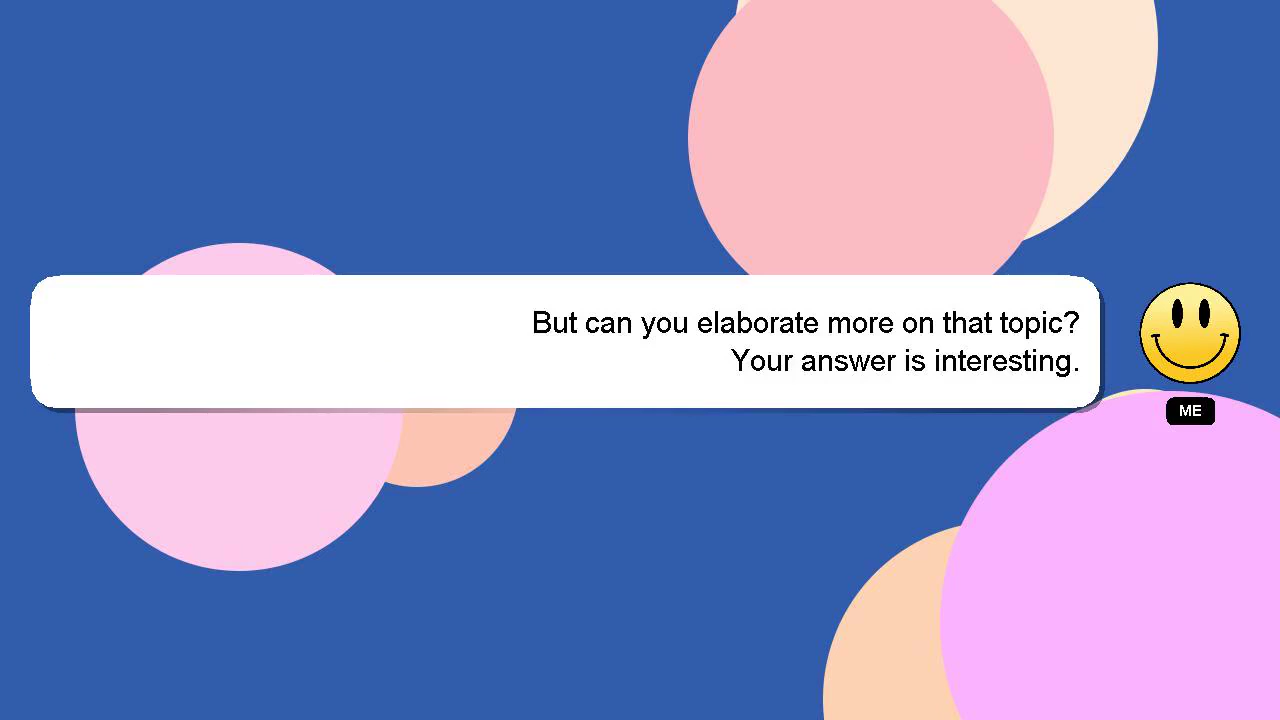 But can you elaborate more on that topic?
Your answer is interesting.
ME